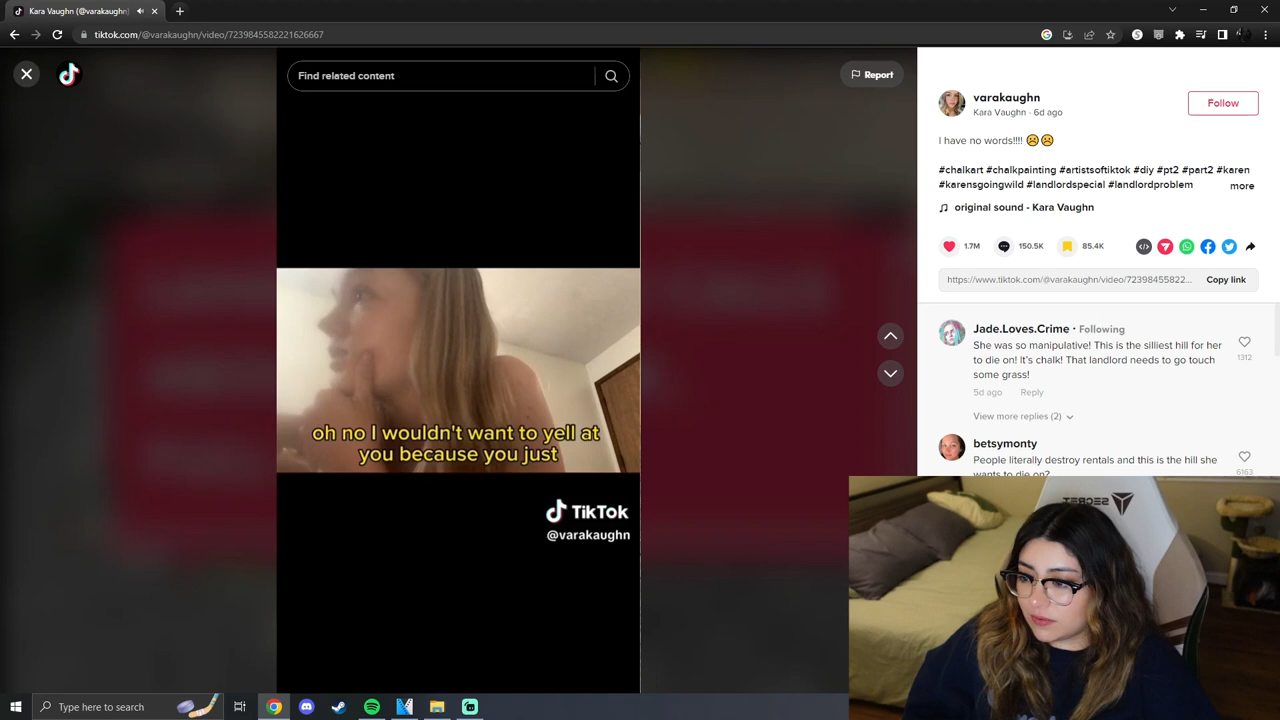 Kara Vaughn (@varakaughn)
tiktok.com/@varakaughn/video/7239845582221626667
Find related content
Report
oh no I wouldn't want to yell at
you because you just
TikTok
@varakaughn
varakaughn
Kara Vaughn · 6d ago
Follow
I have no words!!!! ☹️☹️
#chalkart #chalkpainting #artistsoftiktok #diy #pt2 #part2 #karen
#karensgoingwild #landlordspecial #landlordproblem
more
original sound - Kara Vaughn
1.7M
150.5K
85.4K
https://www.tiktok.com/@varakaughn/video/72398455822...
Copy link
Jade.Loves.Crime · Following
She was so manipulative! This is the silliest hill for her
to die on! It's chalk! That landlord needs to go touch
some grass!
1312
5d ago Reply
View more replies (2)
betsymonty
People literally destroy rentals and this is the hill she
wants to die on?
6163
SECRET
Type here to search